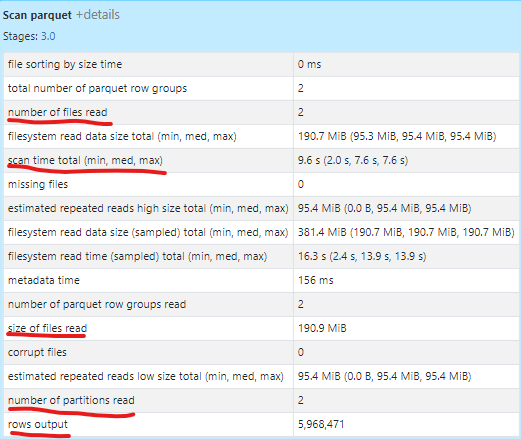 Scan parquet +details
Stages: 3.0
file sorting by size time 0 ms
total number of parquet row groups 2
number of files read 2
filesystem read data size total (min, med, max) 190.7 MiB (95.3 MiB, 95.4 MiB, 95.4 MiB)
scan time total (min, med, max) 9.6 s (2.0 s, 7.6 s, 7.6 s)
missing files 0
estimated repeated reads high size total (min, med, max) 95.4 MiB (0.0 B, 95.4 MiB, 95.4 MiB)
filesystem read data size (sampled) total (min, med, max) 381.4 MiB (190.7 MiB, 190.7 MiB, 190.7 MiB)
filesystem read time (sampled) total (min, med, max) 16.3 s (2.4 s, 13.9 s, 13.9 s)
metadata time 156 ms
number of parquet row groups read 2
size of files read 190.9 MiB
corrupt files 0
estimated repeated reads low size total (min, med, max) 95.4 MiB (0.0 B, 95.4 MiB, 95.4 MiB)
number of partitions read 2
rows output 5,968,471